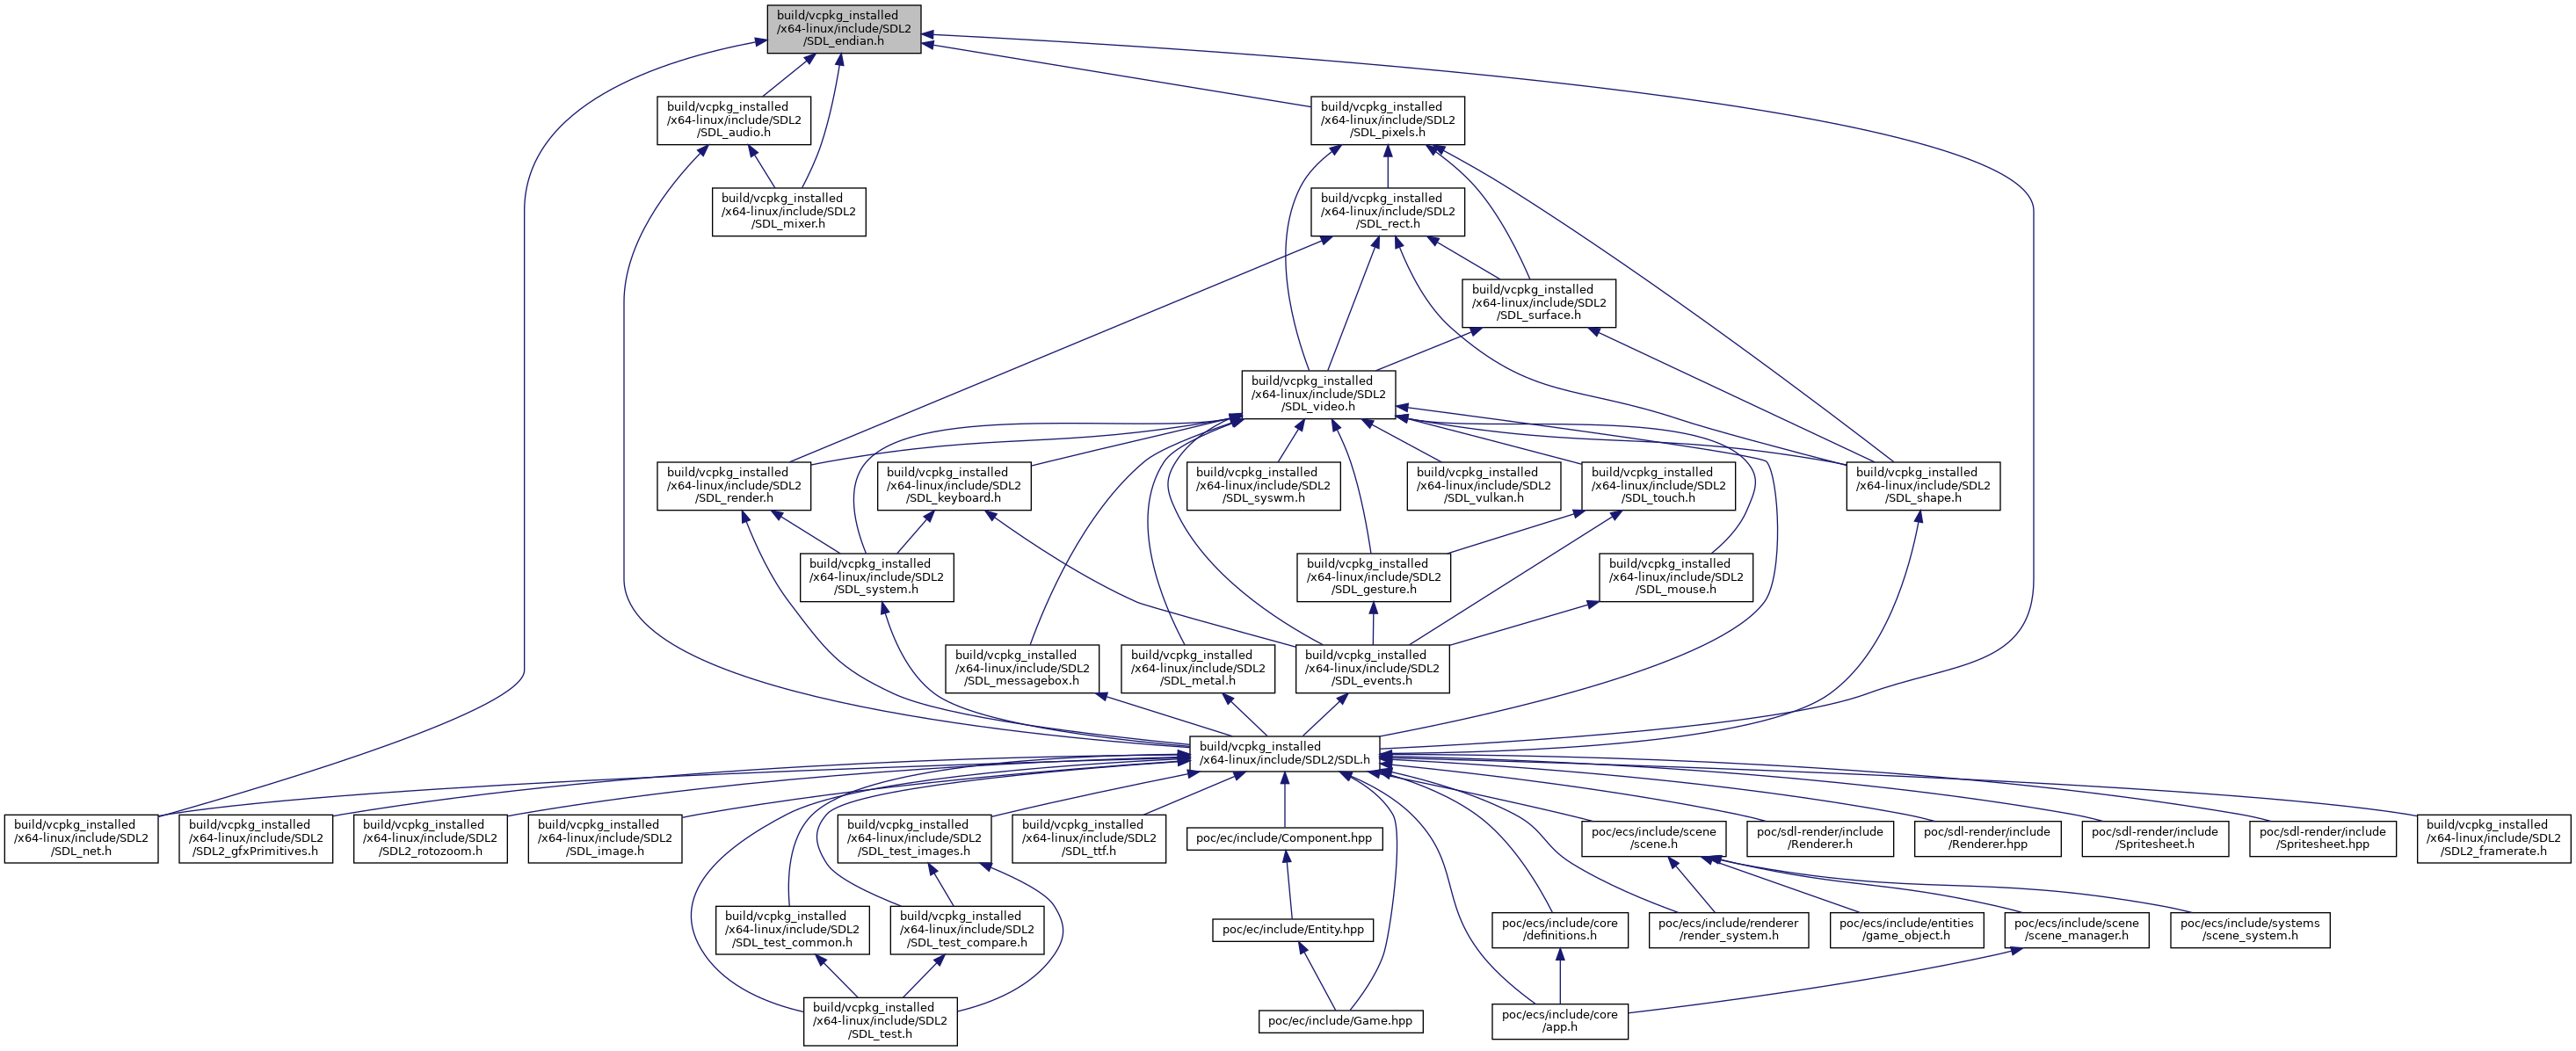 build/vcpkg_installed
/x64-linux/include/SDL2
/SDL_endian.h
build/vcpkg_installed
/x64-linux/include/SDL2
/SDL_audio.h
build/vcpkg_installed
/x64-linux/include/SDL2
/SDL_pixels.h
build/vcpkg_installed
/x64-linux/include/SDL2
/SDL_mixer.h
build/vcpkg_installed
/x64-linux/include/SDL2
/SDL_rect.h
build/vcpkg_installed
/x64-linux/include/SDL2
/SDL_surface.h
build/vcpkg_installed
/x64-linux/include/SDL2
/SDL_video.h
build/vcpkg_installed
/x64-linux/include/SDL2
/SDL_render.h
build/vcpkg_installed
/x64-linux/include/SDL2
/SDL_keyboard.h
build/vcpkg_installed
/x64-linux/include/SDL2
/SDL_syswm.h
build/vcpkg_installed
/x64-linux/include/SDL2
/SDL_vulkan.h
build/vcpkg_installed
/x64-linux/include/SDL2
/SDL_touch.h
build/vcpkg_installed
/x64-linux/include/SDL2
/SDL_shape.h
build/vcpkg_installed
/x64-linux/include/SDL2
/SDL_system.h
build/vcpkg_installed
/x64-linux/include/SDL2
/SDL_gesture.h
build/vcpkg_installed
/x64-linux/include/SDL2
/SDL_mouse.h
build/vcpkg_installed
/x64-linux/include/SDL2
/SDL_messagebox.h
build/vcpkg_installed
/x64-linux/include/SDL2
/SDL_metal.h
build/vcpkg_installed
/x64-linux/include/SDL2
/SDL_events.h
build/vcpkg_installed
/x64-linux/include/SDL2/SDL.h
build/vcpkg_installed
/x64-linux/include/SDL2
/SDL_net.h
build/vcpkg_installed
/x64-linux/include/SDL2
/SDL2_gfxPrimitives.h
build/vcpkg_installed
/x64-linux/include/SDL2
/SDL2_rotozoom.h
build/vcpkg_installed
/x64-linux/include/SDL2
/SDL_image.h
build/vcpkg_installed
/x64-linux/include/SDL2
/SDL_test_images.h
build/vcpkg_installed
/x64-linux/include/SDL2
/SDL_ttf.h
poc/ec/include/Component.hpp
poc/ecs/include/scene
/scene.h
poc/sdl-render/include
/Renderer.h
poc/sdl-render/include
/Renderer.hpp
poc/sdl-render/include
/Spritesheet.h
poc/sdl-render/include
/Spritesheet.hpp
build/vcpkg_installed
/x64-linux/include/SDL2
/SDL2_framerate.h
build/vcpkg_installed
/x64-linux/include/SDL2
/SDL_test_common.h
build/vcpkg_installed
/x64-linux/include/SDL2
/SDL_test_compare.h
poc/ec/include/Entity.hpp
poc/ecs/include/core
/definitions.h
poc/ecs/include/renderer
/render_system.h
poc/ecs/include/entities
/game_object.h
poc/ecs/include/scene
/scene_manager.h
poc/ecs/include/systems
/scene_system.h
build/vcpkg_installed
/x64-linux/include/SDL2
/SDL_test.h
poc/ec/include/Game.hpp
poc/ecs/include/core
/app.h